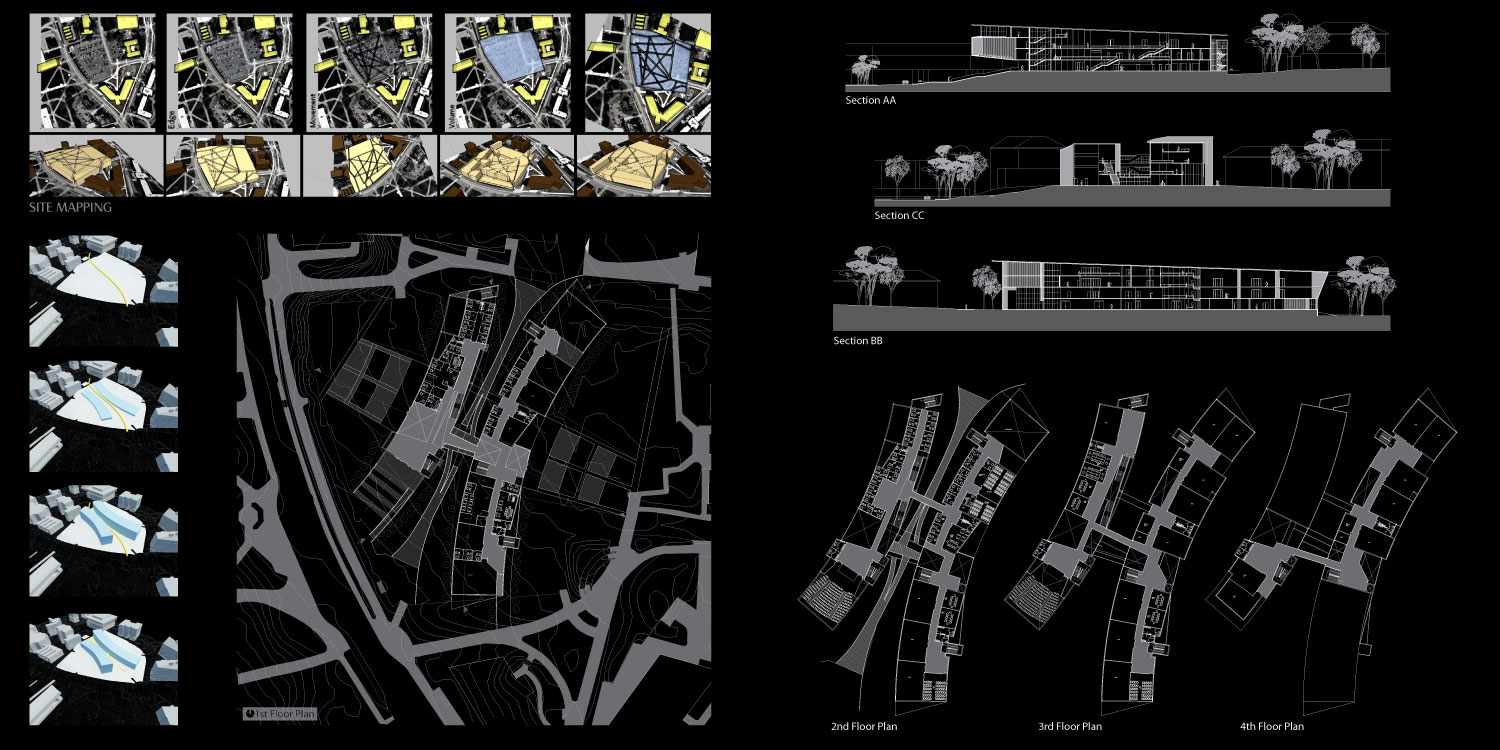 Edge
Movement
Volume
SITE MAPPING
1st Floor Plan
Section AA
Section CC
Section BB
2nd Floor Plan
3rd Floor Plan
4th Floor Plan